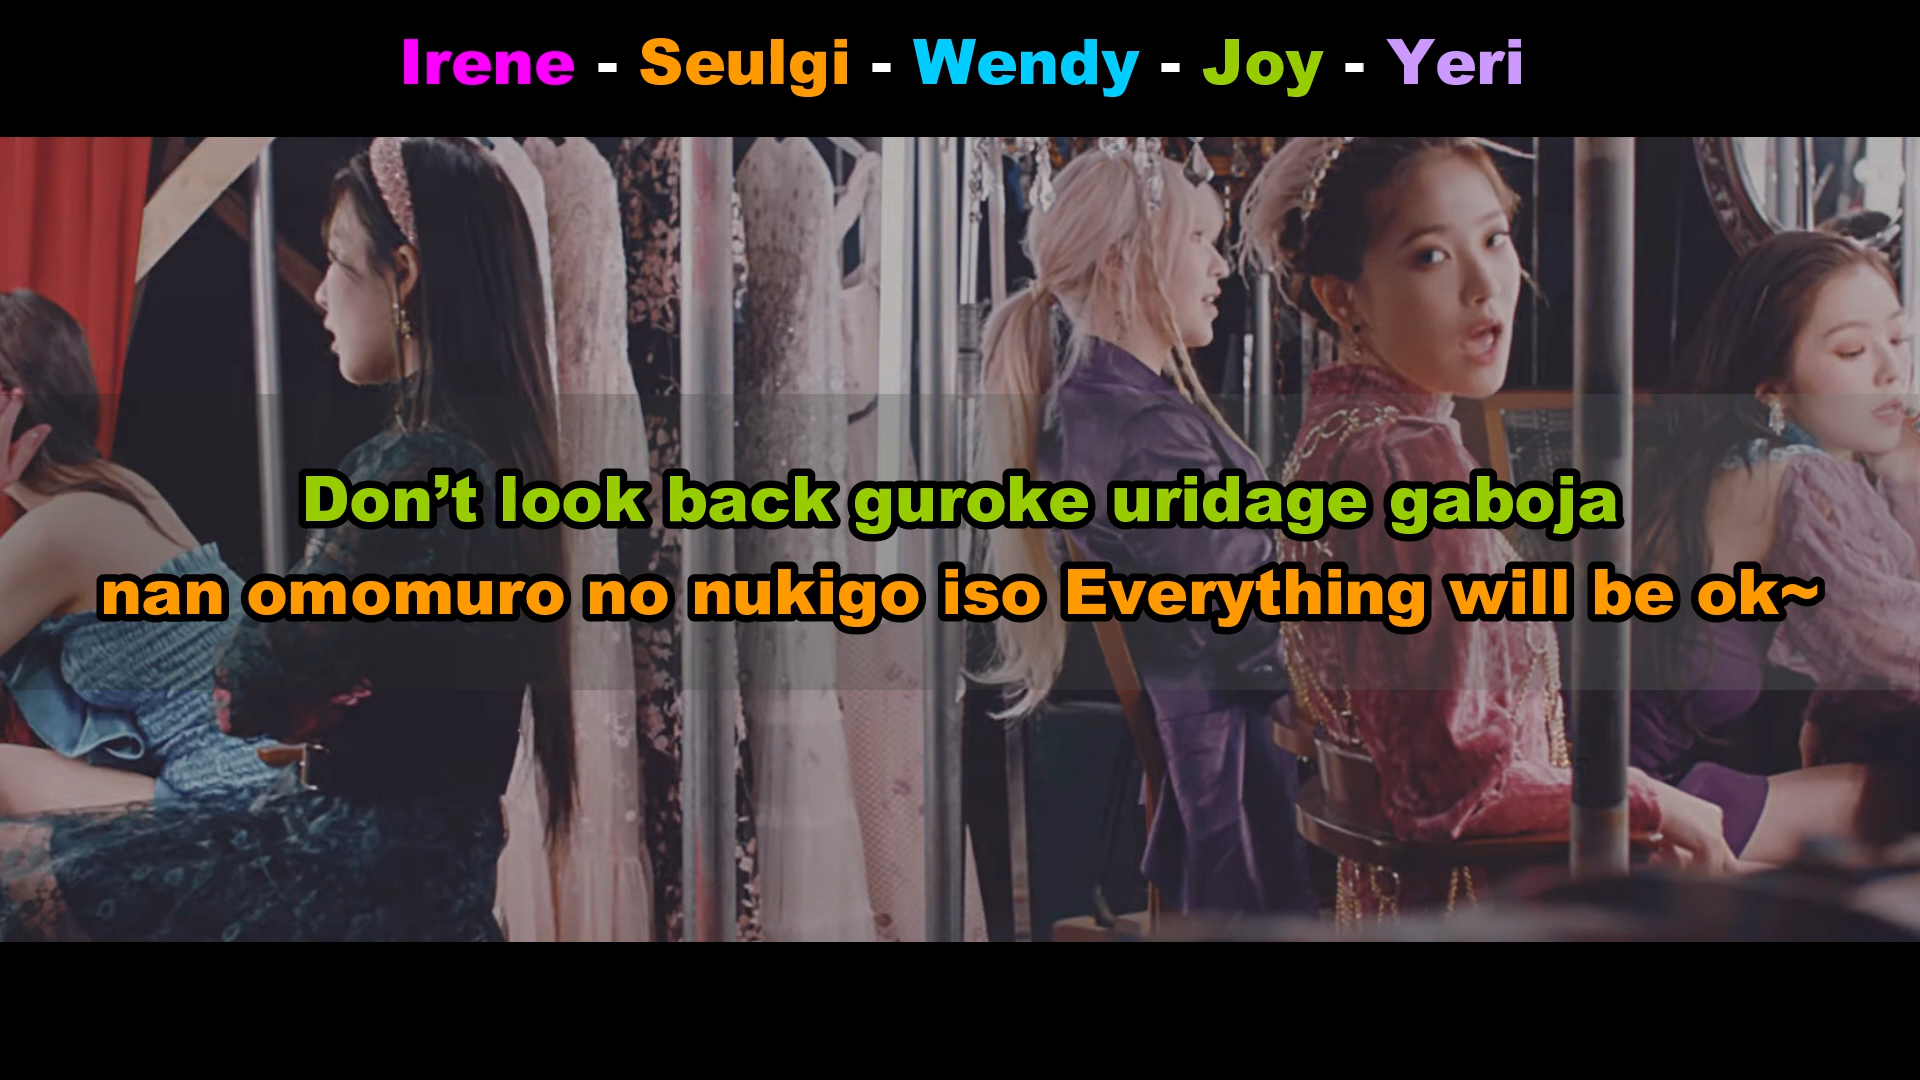 Irene - Seulgi - Wendy - Joy - Yeri
Don’t look back guroke uridage gaboja
nan omomuro no nukigo iso Everything will be ok~